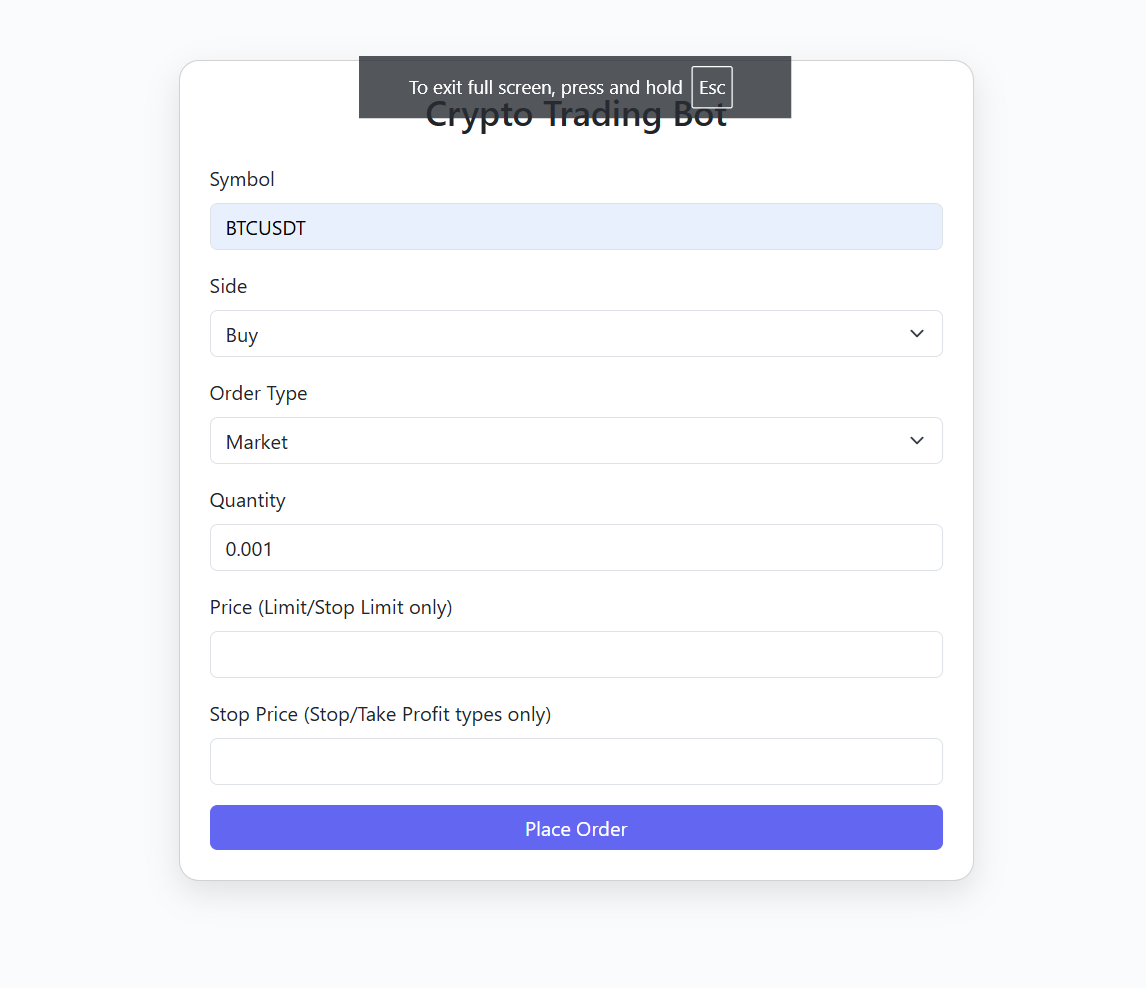 To exit full screen, press and hold Esc
Crypto Trading Bot
Symbol
BTCUSDT
Side
Buy
Order Type
Market
Quantity
0.001
Price (Limit/Stop Limit only)
Stop Price (Stop/Take Profit types only)
Place Order